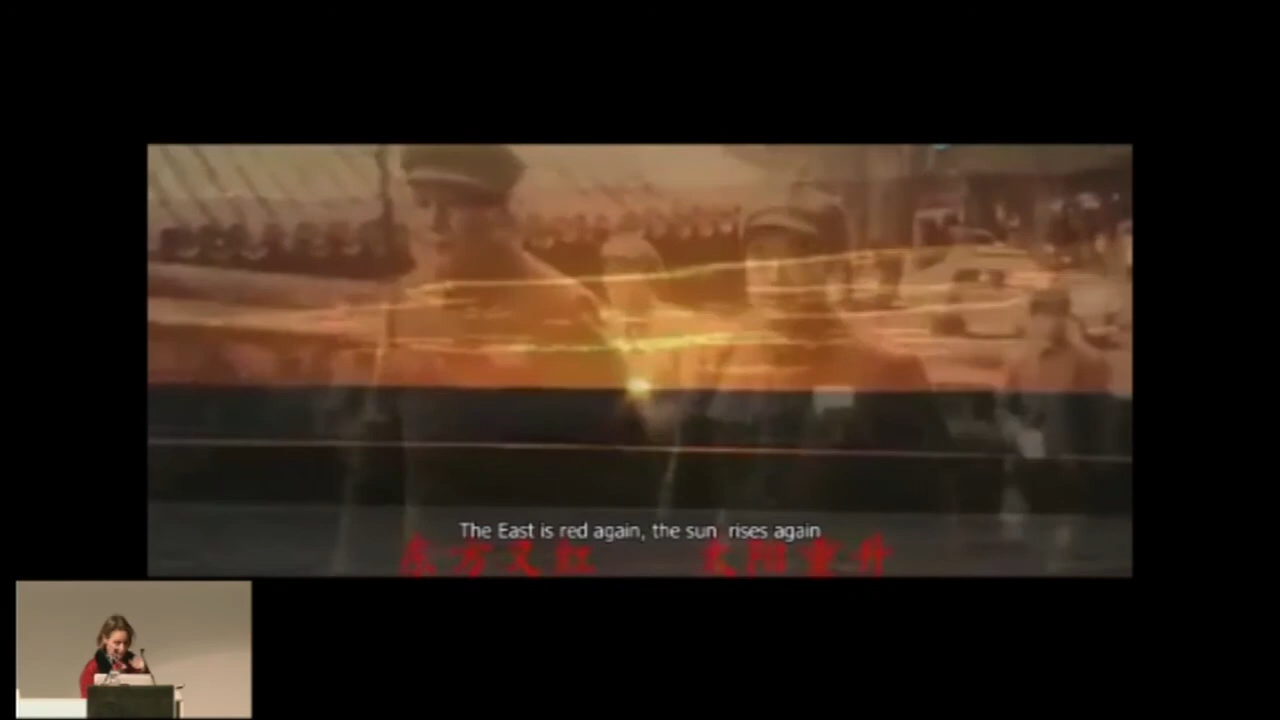 The East is red again, the sun rises again
东方又红 太阳重升